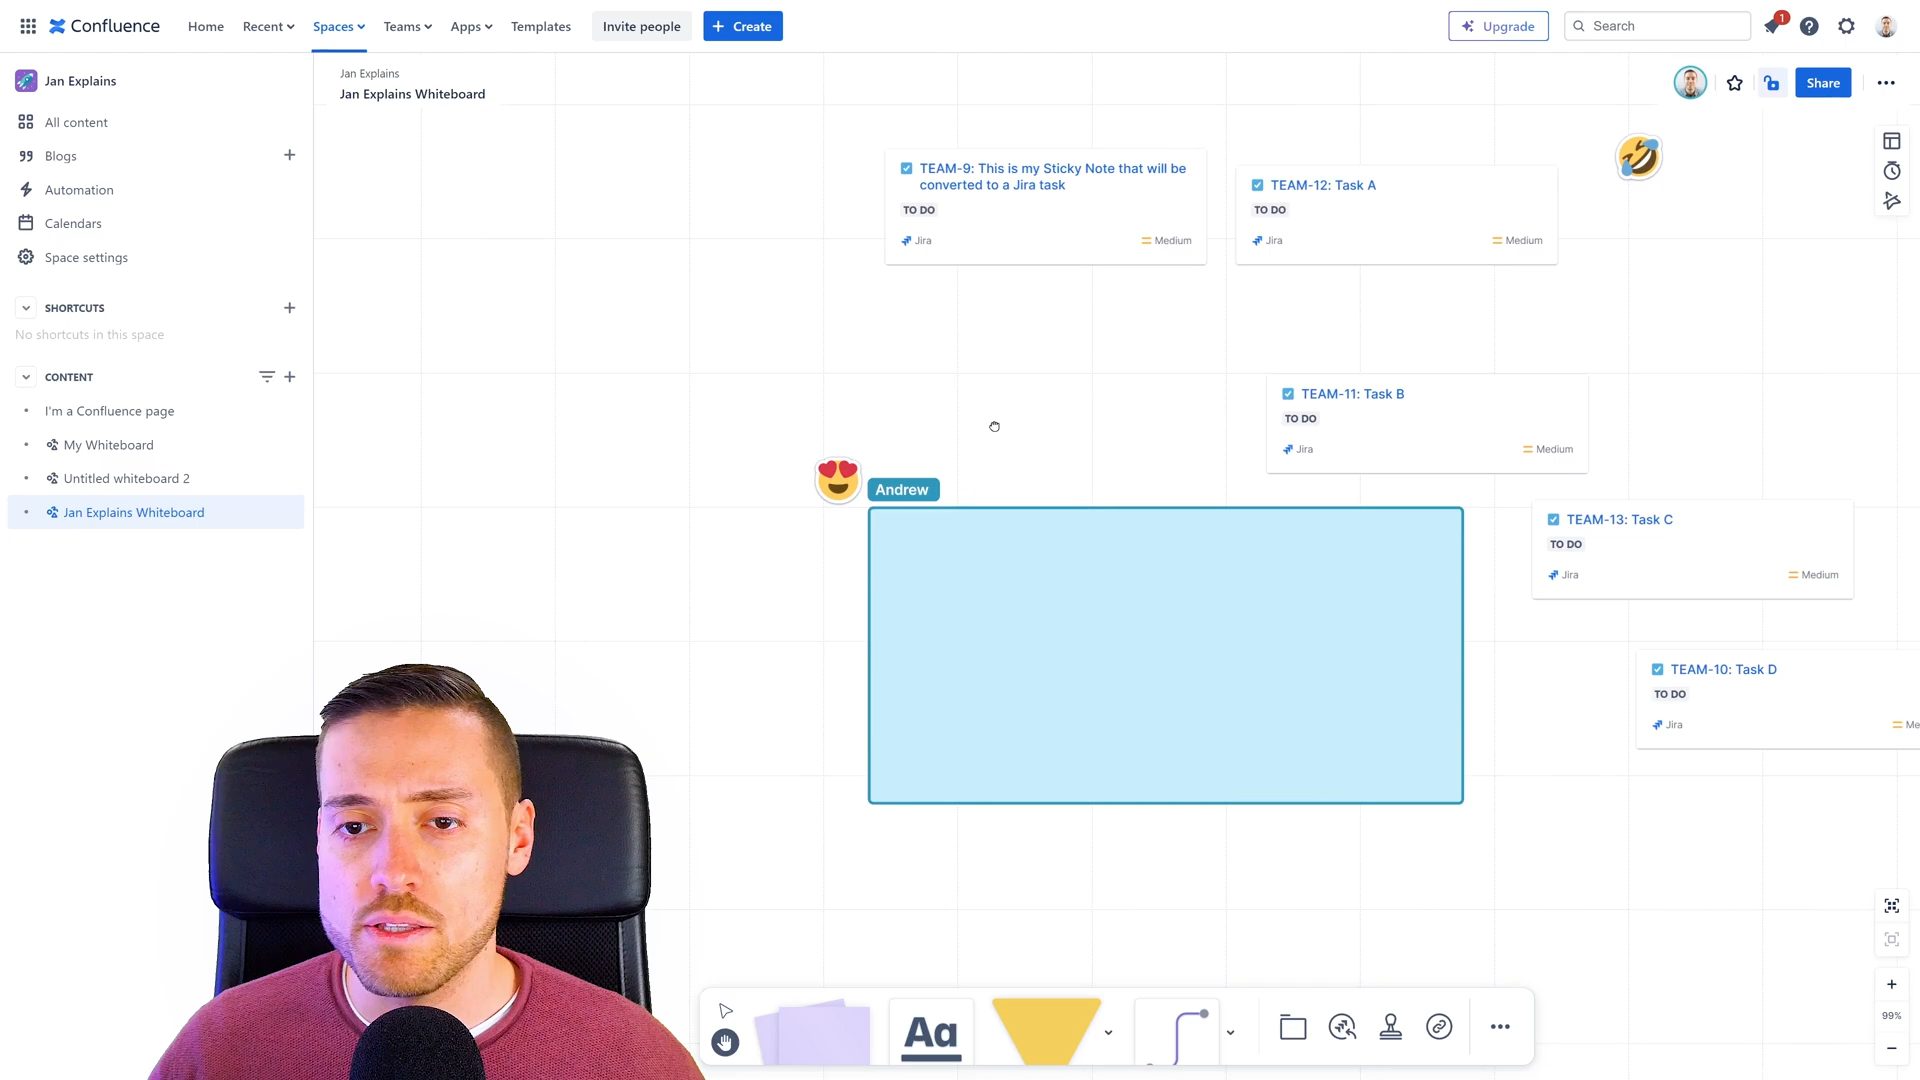 Confluence
Home
Recent
Spaces
Teams
Apps
Templates
Invite people
+ Create
Upgrade
Search
1
Jan Explains
All content
Blogs
Automation
Calendars
Space settings
SHORTCUTS
No shortcuts in this space
CONTENT
I'm a Confluence page
My Whiteboard
Untitled whiteboard 2
Jan Explains Whiteboard
Jan Explains
Jan Explains Whiteboard
Share
TEAM-9: This is my Sticky Note that will be
converted to a Jira task
TO DO
Jira
Medium
TEAM-12: Task A
TO DO
Jira
Medium
TEAM-11: Task B
TO DO
Jira
Medium
Andrew
TEAM-13: Task C
TO DO
Jira
Medium
TEAM-10: Task D
TO DO
Jira
Me
Aa
99%